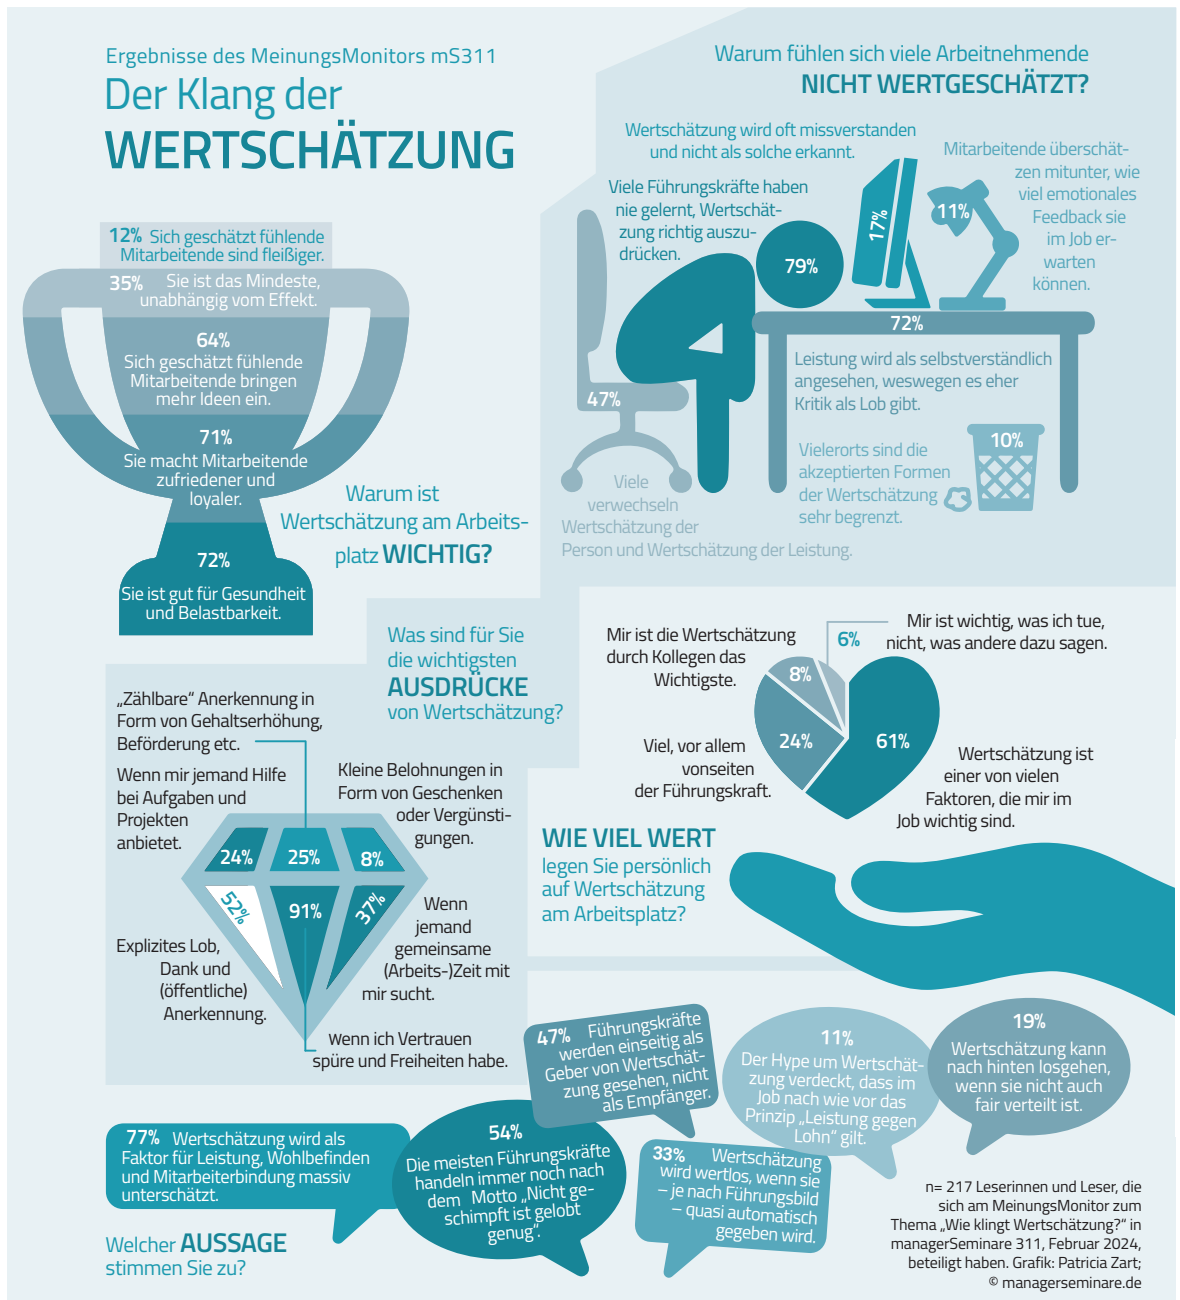 Ergebnisse des MeinungsMonitors mS311
Der Klang der
WERTSCHÄTZUNG
12% Sich geschätzt fühlende
Mitarbeitende sind fleißiger.
35% Sie ist das Mindeste,
unabhängig vom Effekt.
64%
Sich geschätzt fühlende
Mitarbeitende bringen
mehr Ideen ein.
71%
Sie macht Mitarbeitende
zufriedener und
loyaler.
72%
Sie ist gut für Gesundheit
und Belastbarkeit.
Warum ist
Wertschätzung am Arbeits-
platz WICHTIG?
Warum fühlen sich viele Arbeitnehmende
NICHT WERTGESCHÄTZT?
Wertschätzung wird oft missverstanden
und nicht als solche erkannt.
17%
Viele Führungskräfte haben
nie gelernt, Wertschät-
zung richtig auszu-
drücken.
79%
Mitarbeitende überschät-
zen mitunter, wie
viel emotionales
Feedback sie
im Job er-
warten
können.
11%
72%
Leistung wird als selbstverständlich
angesehen, weswegen es eher
Kritik als Lob gibt.
47%
Viele
verwechseln
Wertschätzung der
Person und Wertschätzung der Leistung.
Vielerorts sind die
akzeptierten Formen
der Wertschätzung
sehr begrenzt.
10%
Was sind für Sie
die wichtigsten
AUSDRÜCKE
von Wertschätzung?
„Zählbare“ Anerkennung in
Form von Gehaltserhöhung,
Beförderung etc.
Wenn mir jemand Hilfe
bei Aufgaben und
Projekten
anbietet.
Kleine Belohnungen in
Form von Geschenken
oder Vergünsti-
gungen.
24%
25%
8%
52%
91%
37%
Explizites Lob,
Dank und
(öffentliche)
Anerkennung.
Wenn
jemand
gemeinsame
(Arbeits-)Zeit mit
mir sucht.
Wenn ich Vertrauen
spüre und Freiheiten habe.
Mir ist die Wertschätzung
durch Kollegen das
Wichtigste.
8%
6%
Mir ist wichtig, was ich tue,
nicht, was andere dazu sagen.
Viel, vor allem
vonseiten
der Führungskraft.
24%
61%
Wertschätzung ist
einer von vielen
Faktoren, die mir im
Job wichtig sind.
WIE VIEL WERT
legen Sie persönlich
auf Wertschätzung
am Arbeitsplatz?
47% Führungskräfte
werden einseitig als
Geber von Wertschät-
zung gesehen, nicht
als Empfänger.
11%
Der Hype um Wertschät-
zung verdeckt, dass im
Job nach wie vor das
Prinzip „Leistung gegen
Lohn“ gilt.
19%
Wertschätzung kann
nach hinten losgehen,
wenn sie nicht auch
fair verteilt ist.
77% Wertschätzung wird als
Faktor für Leistung, Wohlbefinden
und Mitarbeiterbindung massiv
unterschätzt.
54%
Die meisten Führungskräfte
handeln immer noch nach
dem Motto „Nicht ge-
schimpft ist gelobt
genug“.
33% Wertschätzung
wird wertlos, wenn sie
– je nach Führungsbild
– quasi automatisch
gegeben wird.
Welcher AUSSAGE
stimmen Sie zu?
n= 217 Leserinnen und Leser, die
sich am MeinungsMonitor zum
Thema „Wie klingt Wertschätzung?“ in
managerSeminare 311, Februar 2024,
beteiligt haben. Grafik: Patricia Zart;
© managerseminare.de